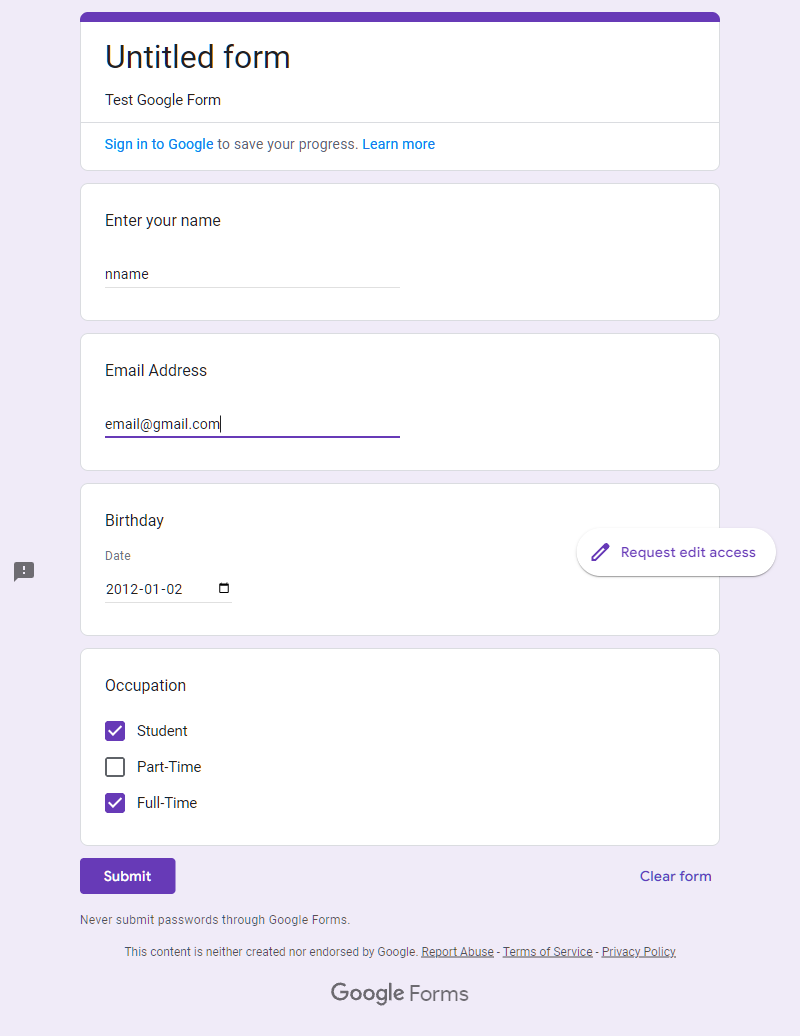 Untitled form
Test Google Form
Sign in to Google to save your progress. Learn more
Enter your name
nname
Email Address
email@gmail.com
Birthday
Date
2012-01-02
Request edit access
Occupation
Student
Part-Time
Full-Time
Submit
Clear form
Never submit passwords through Google Forms.
This content is neither created nor endorsed by Google. Report Abuse - Terms of Service - Privacy Policy
Google Forms